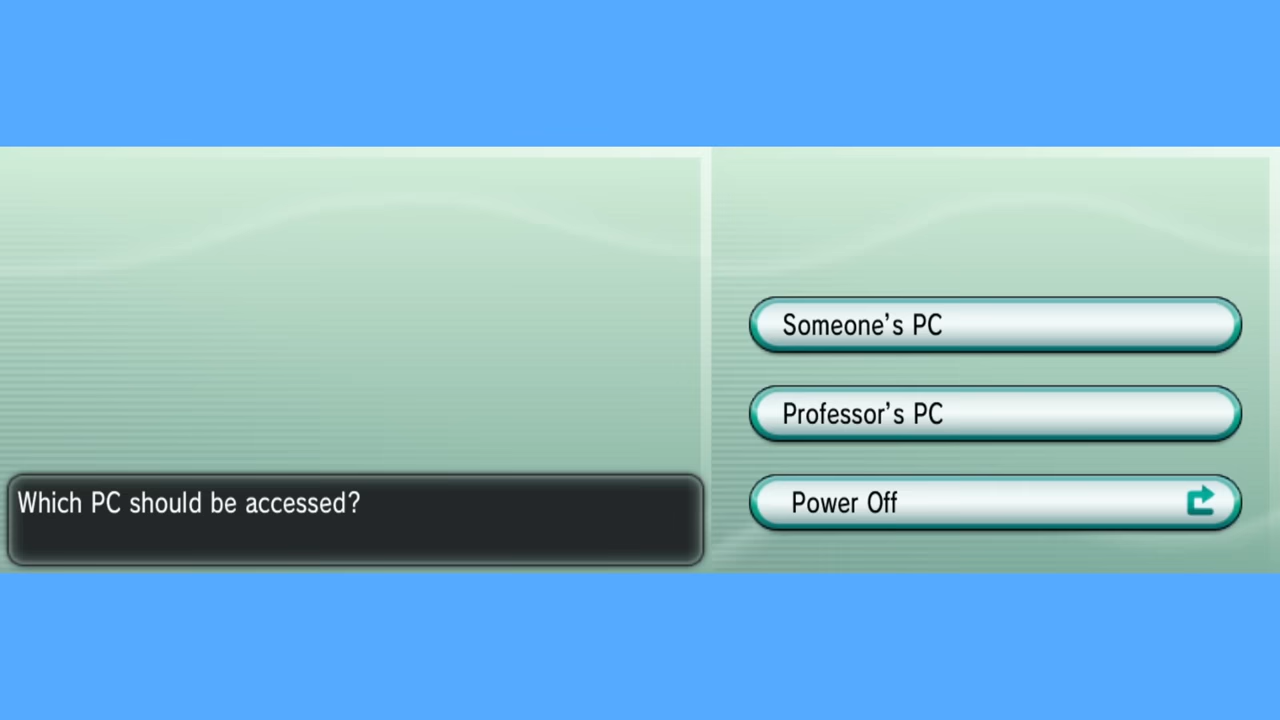 Someone's PC
Professor's PC
Which PC should be accessed?
Power Off